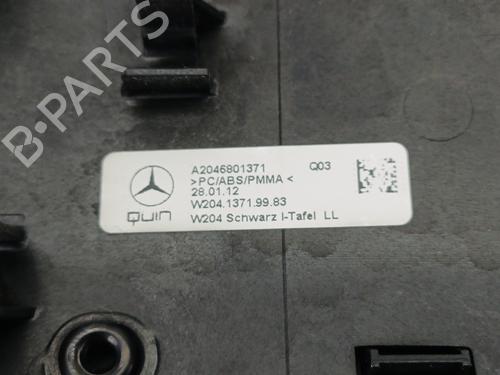 B-PARTS
A2046801371 Q03
>PC/ABS/PMMA<
28.01.12
W204.1371.99.83
W204 Schwarz I-Tafel LL
QUIN